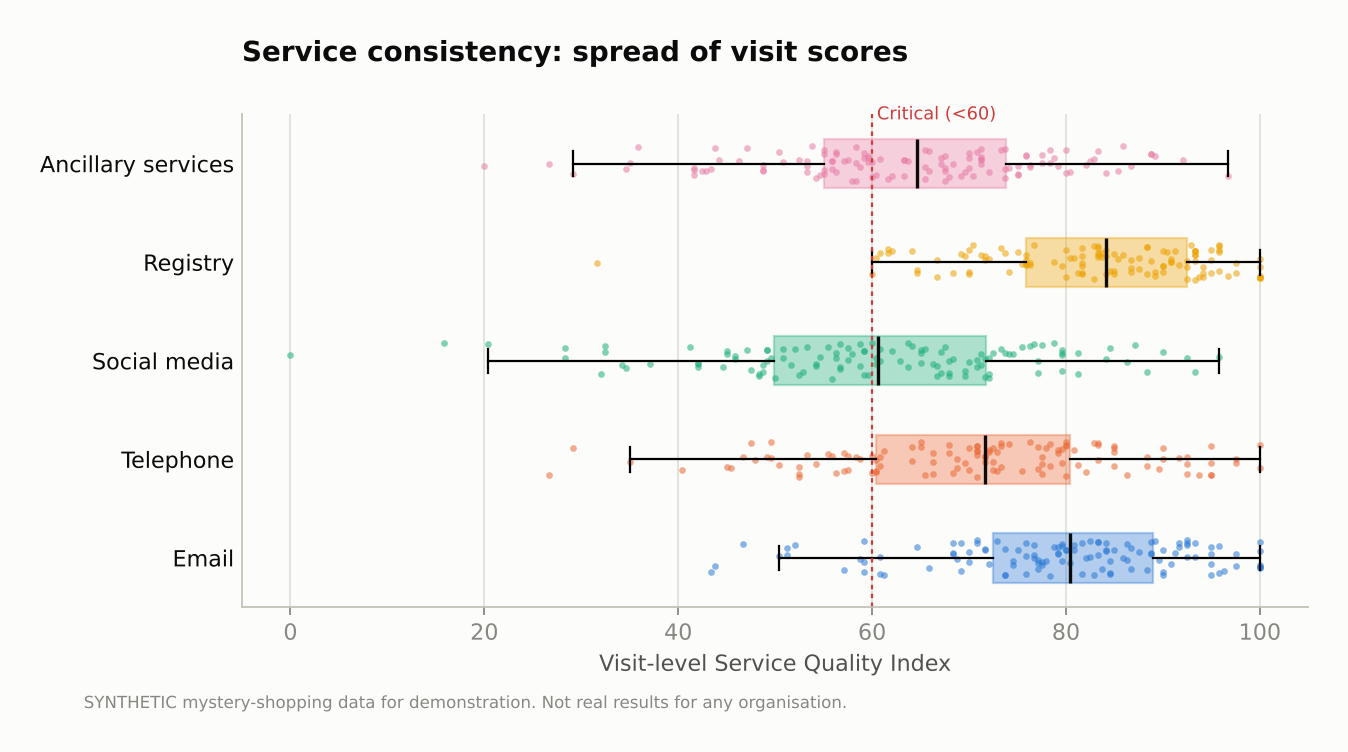 Service consistency: spread of visit scores
Critical (<60)
Ancillary services
Registry
Social media
Telephone
Email
0 20 40 60 80 100
Visit-level Service Quality Index
SYNTHETIC mystery-shopping data for demonstration. Not real results for any organisation.